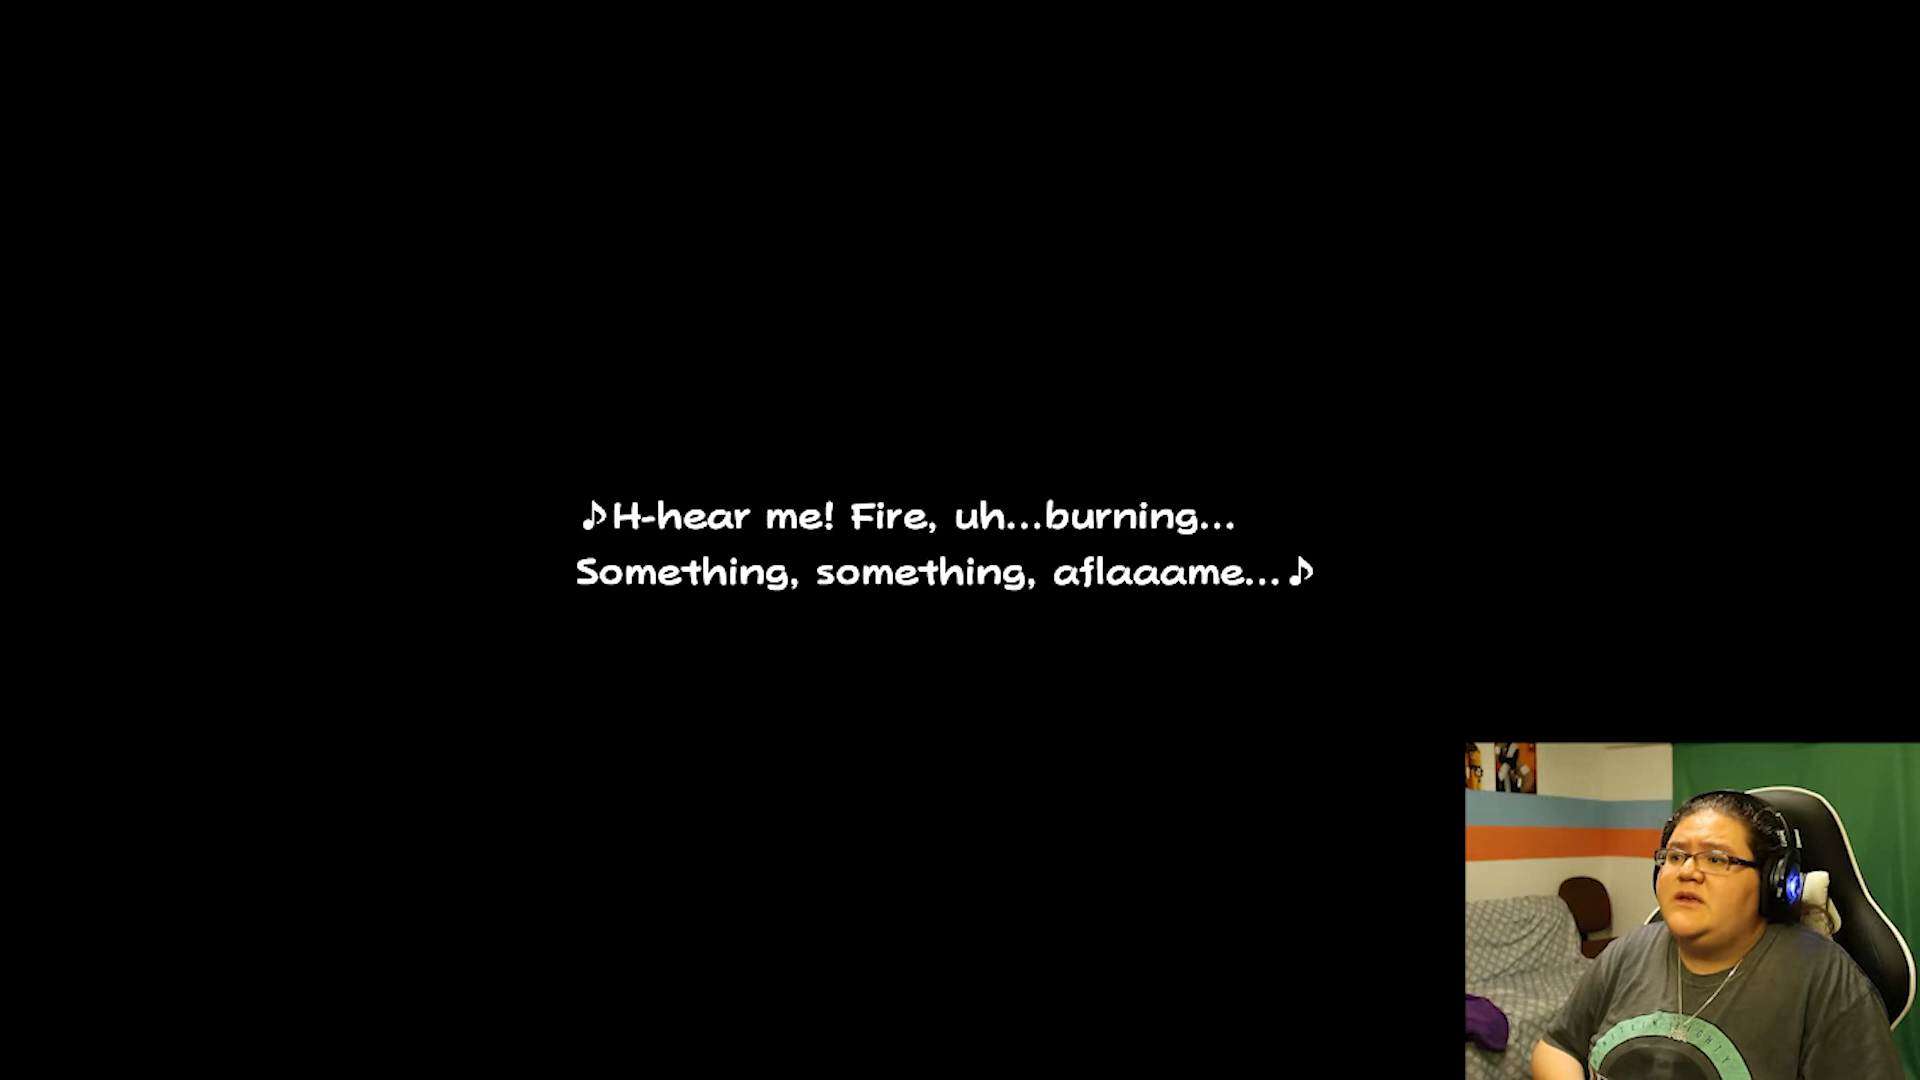 ♪H-hear me! Fire, uh...burning...
Something, something, aflaaame...♪